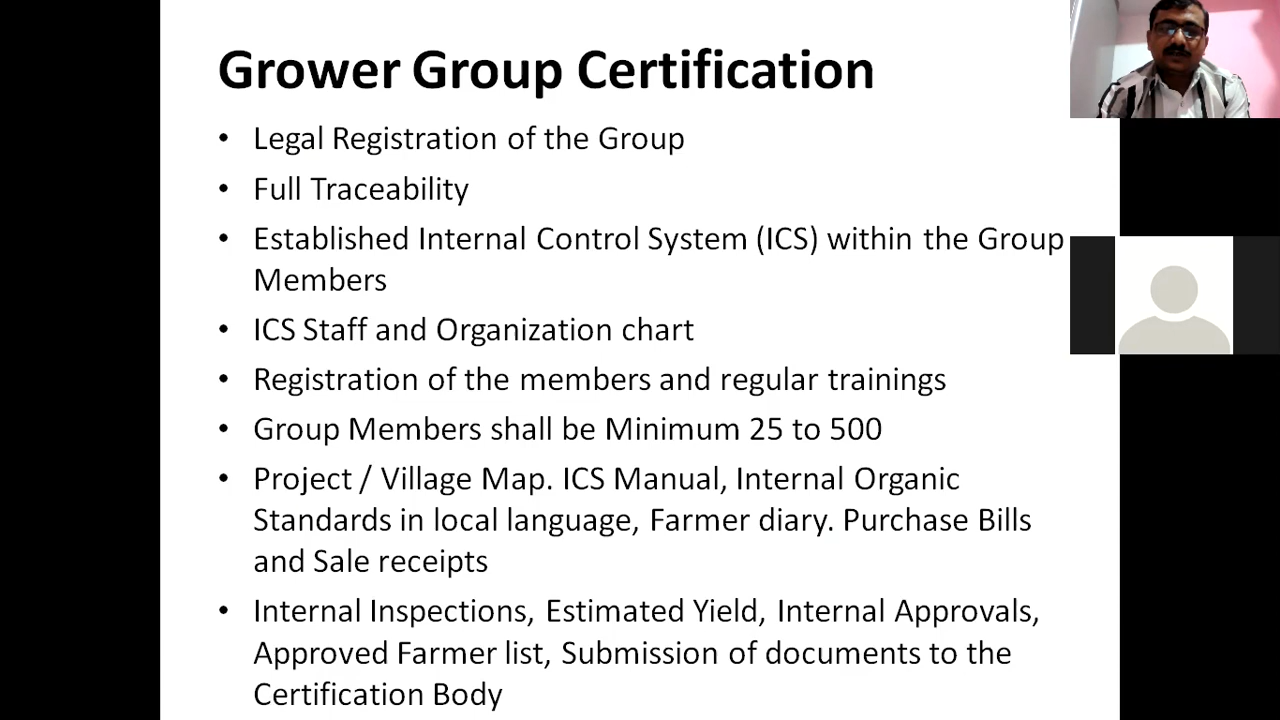 Grower Group Certification
• Legal Registration of the Group
• Full Traceability
• Established Internal Control System (ICS) within the Group
Members
• ICS Staff and Organization chart
• Registration of the members and regular trainings
• Group Members shall be Minimum 25 to 500
• Project / Village Map. ICS Manual, Internal Organic
Standards in local language, Farmer diary. Purchase Bills
and Sale receipts
• Internal Inspections, Estimated Yield, Internal Approvals,
Approved Farmer list, Submission of documents to the
Certification Body